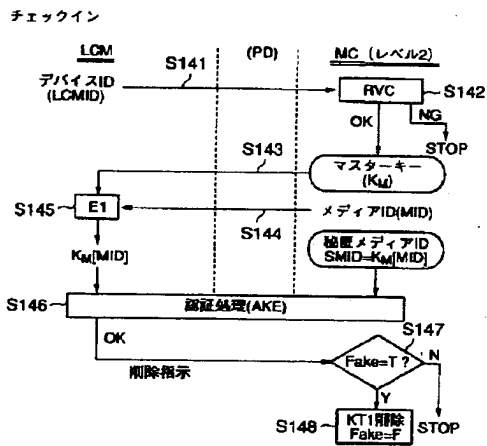 チェックイン
LCM
(PD)
MC (レベル2)
デバイスID
(LCMID)
S141
RVC
S142
OK
NG
STOP
S143
マスターキー
(KM)
S145
E1
メディアID(MID)
S144
KM[MID]
秘匿メディアID
SMID=KM[MID]
S146
認証処理(AKE)
OK
S147
Fake=T ?
N
削除指示
Y
S148
KT1削除
Fake=F
STOP